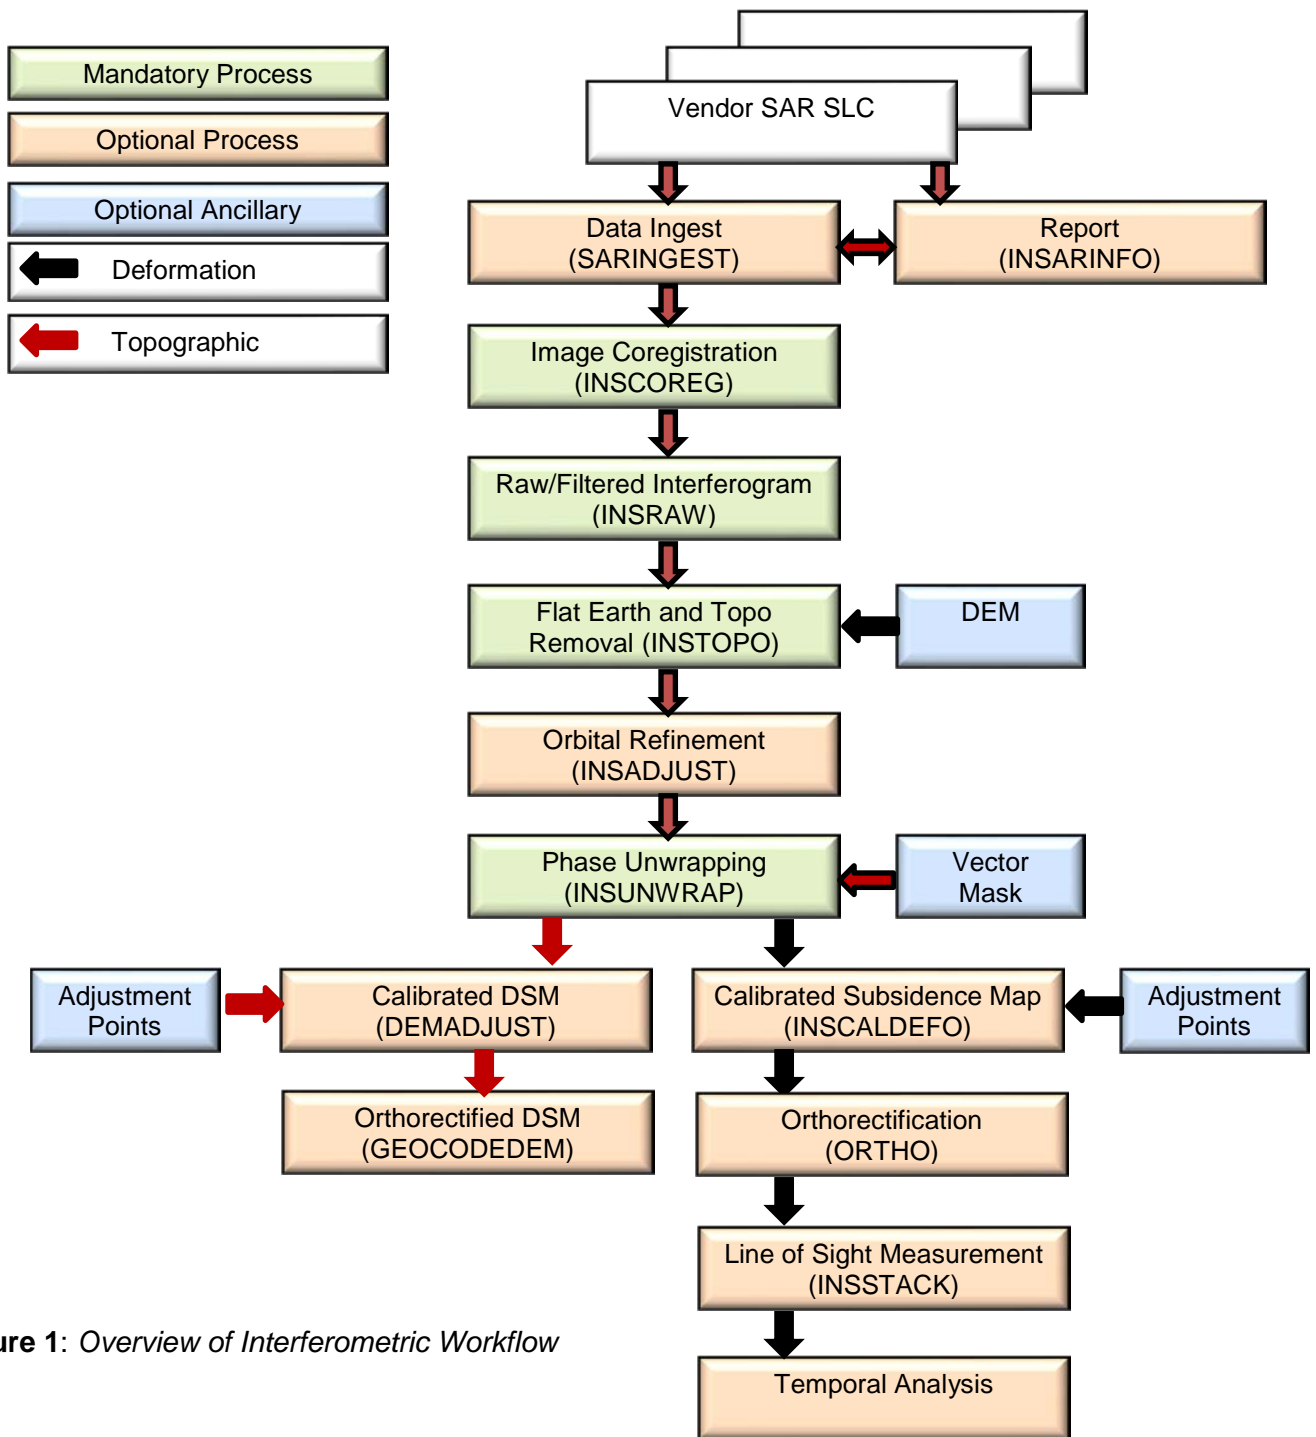 Mandatory Process
Optional Process
Optional Ancillary
Deformation
Topographic
Vendor SAR SLC
Data Ingest
(SARINGEST)
Report
(INSARINFO)
Image Coregistration
(INSCOREG)
Raw/Filtered Interferogram
(INSRAW)
Flat Earth and Topo
Removal (INSTOPO)
DEM
Orbital Refinement
(INSADJUST)
Phase Unwrapping
(INSUNWRAP)
Vector
Mask
Adjustment
Points
Calibrated DSM
(DEMADJUST)
Calibrated Subsidence Map
(INSCALDEFO)
Adjustment
Points
Orthorectified DSM
(GEOCODEDEM)
Orthorectification
(ORTHO)
Line of Sight Measurement
(INSSTACK)
ure 1: Overview of Interferometric Workflow
Temporal Analysis